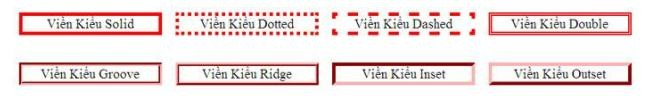 Viền Kiểu Solid
Viền Kiểu Dotted
Viền Kiểu Dashed
Viền Kiểu Double
Viền Kiểu Groove
Viền Kiểu Ridge
Viền Kiểu Inset
Viền Kiểu Outset